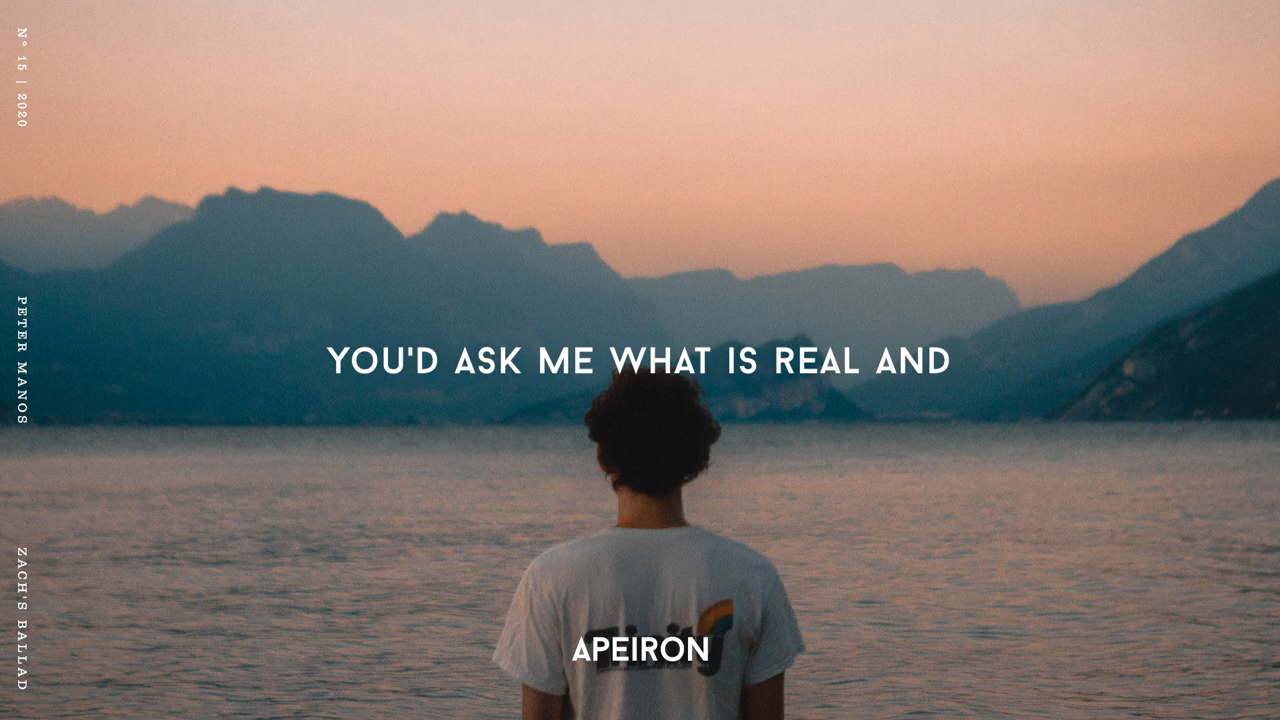 N° 15 | 2020
PETER MANOS
ZACH'S BALLAD
YOU'D ASK ME WHAT IS REAL AND
APEIRON